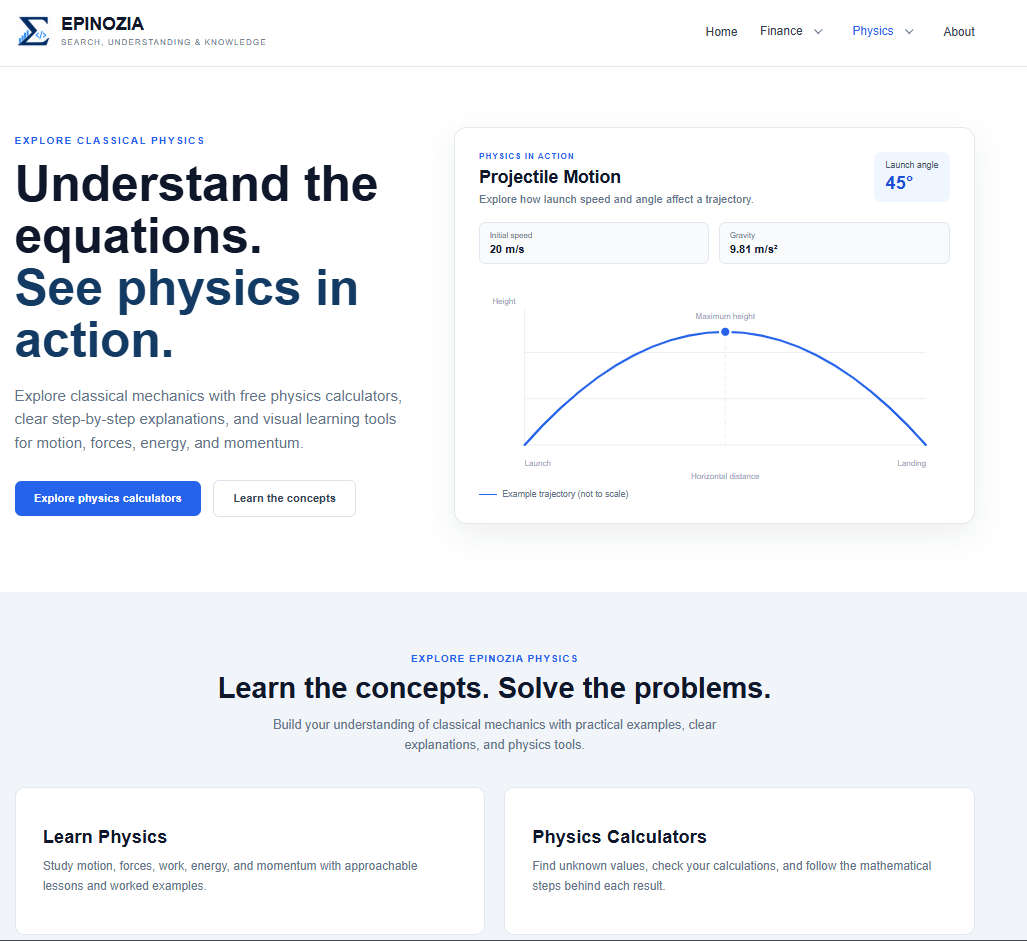 EPINOZIA
SEARCH, UNDERSTANDING & KNOWLEDGE
Home
Finance
Physics
About
EXPLORE CLASSICAL PHYSICS
Understand the
equations.
See physics in
action.
Explore classical mechanics with free physics calculators,
clear step-by-step explanations, and visual learning tools
for motion, forces, energy, and momentum.
Explore physics calculators
Learn the concepts
PHYSICS IN ACTION
Projectile Motion
Explore how launch speed and angle affect a trajectory.
Launch angle
45°
Initial speed
20 m/s
Gravity
9.81 m/s²
Height
Maximum height
Launch
Landing
Horizontal distance
Example trajectory (not to scale)
EXPLORE EPINOZIA PHYSICS
Learn the concepts. Solve the problems.
Build your understanding of classical mechanics with practical examples, clear
explanations, and physics tools.
Learn Physics
Study motion, forces, work, energy, and momentum with approachable
lessons and worked examples.
Physics Calculators
Find unknown values, check your calculations, and follow the mathematical
steps behind each result.